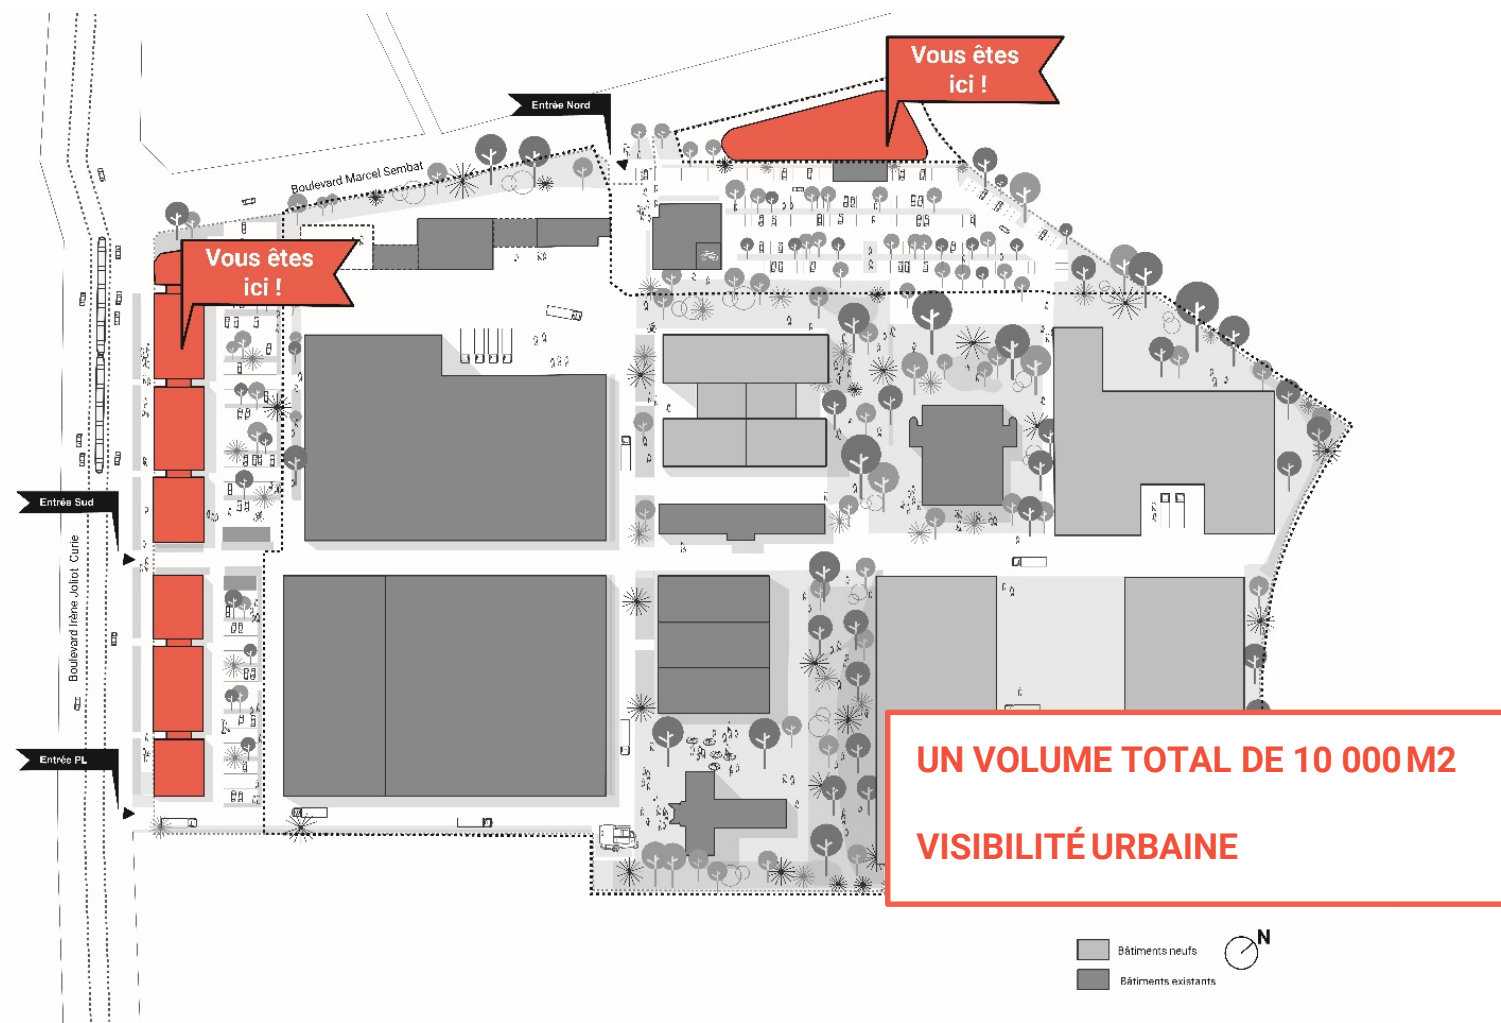 Vous êtes
ici !
Entrée Nord
Boulevard Marcel Sembat
Vous êtes
ici !
Entrée Sud
Boulevard Irène Joliot Curie
Entrée PL
UN VOLUME TOTAL DE 10 000 M2
VISIBILITÉ URBAINE
N
Bâtiments neufs
Bâtiments existants